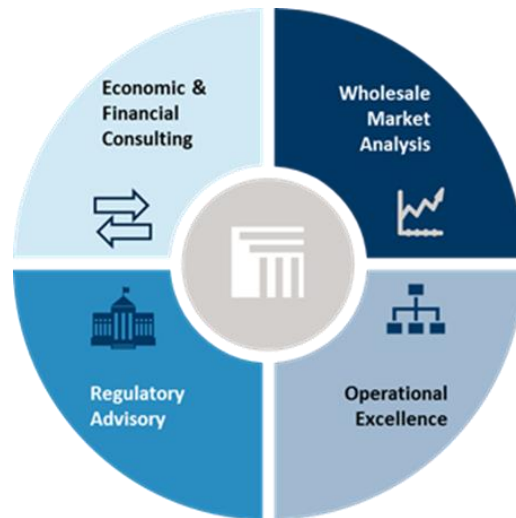 Economic &
Financial
Consulting
Wholesale
Market
Analysis
Regulatory
Advisory
Operational
Excellence